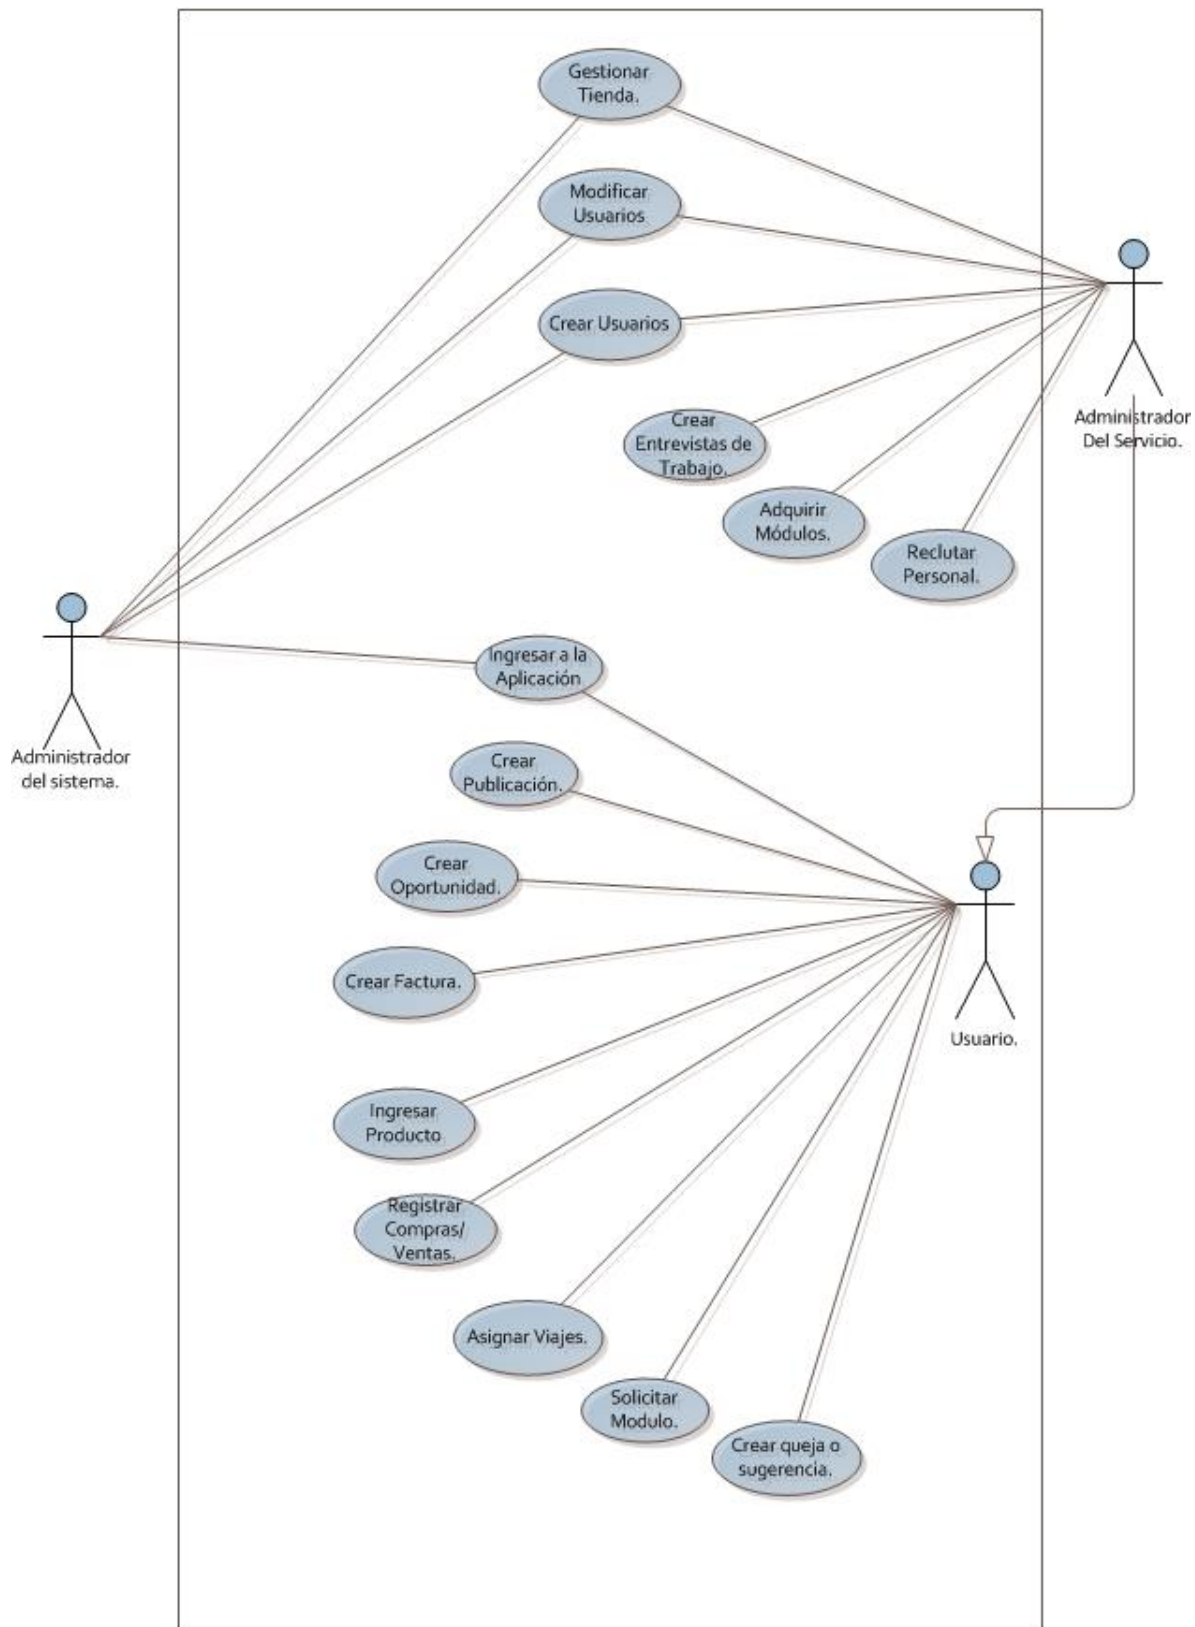 Gestionar
Tienda.
Modificar
Usuarios
Crear Usuarios
Crear
Entrevistas de
Trabajo.
Adquirir
Módulos.
Reclutar
Personal.
Administrador
Del Servicio.
Ingresar a la
Aplicación
Administrador
del sistema.
Crear
Publicación.
Crear
Oportunidad.
Crear Factura.
Usuario.
Ingresar
Producto
Registrar
Compras/
Ventas.
Asignar Viajes.
Solicitar
Modulo.
Crear queja o
sugerencia.